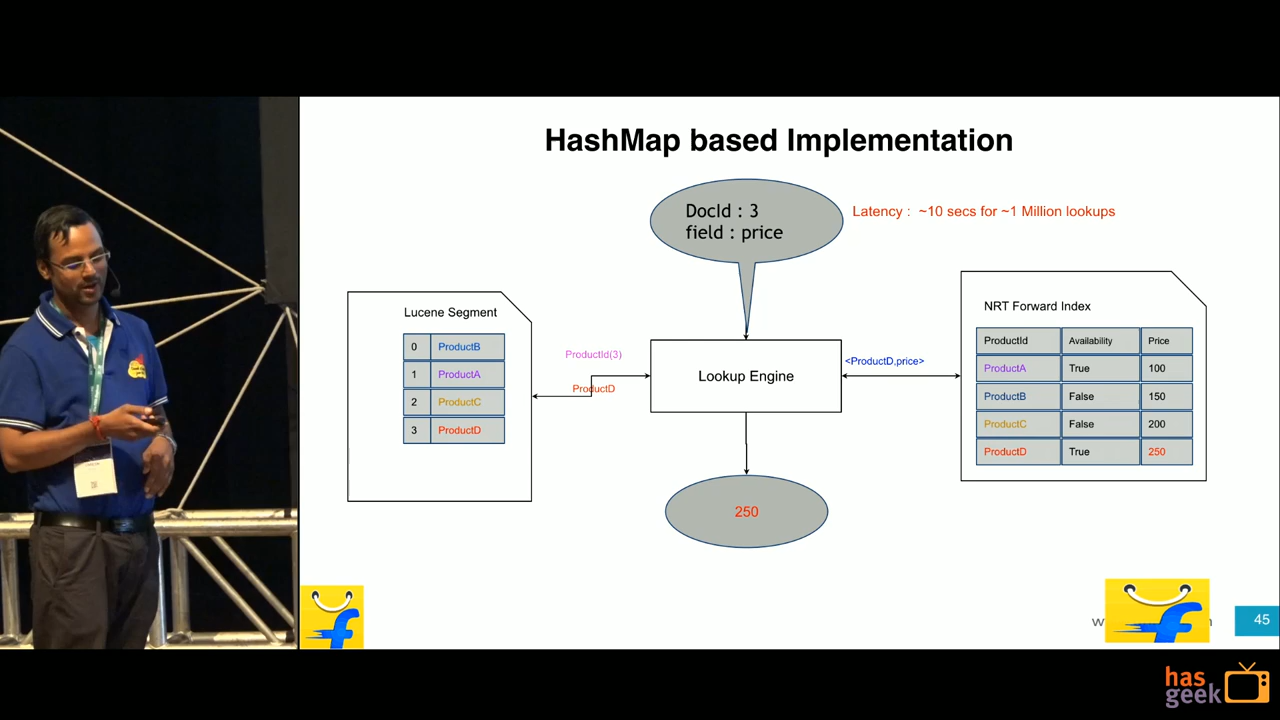 HashMap based Implementation
DocId : 3
field : price
Latency : ~10 secs for ~1 Million lookups
Lucene Segment
0 ProductB
1 ProductA
2 ProductC
3 ProductD
ProductId(3)
ProductD
Lookup Engine
<ProductD,price>
NRT Forward Index
ProductId Availability Price
ProductA True 100
ProductB False 150
ProductC False 200
ProductD True 250
250
45
has
geek